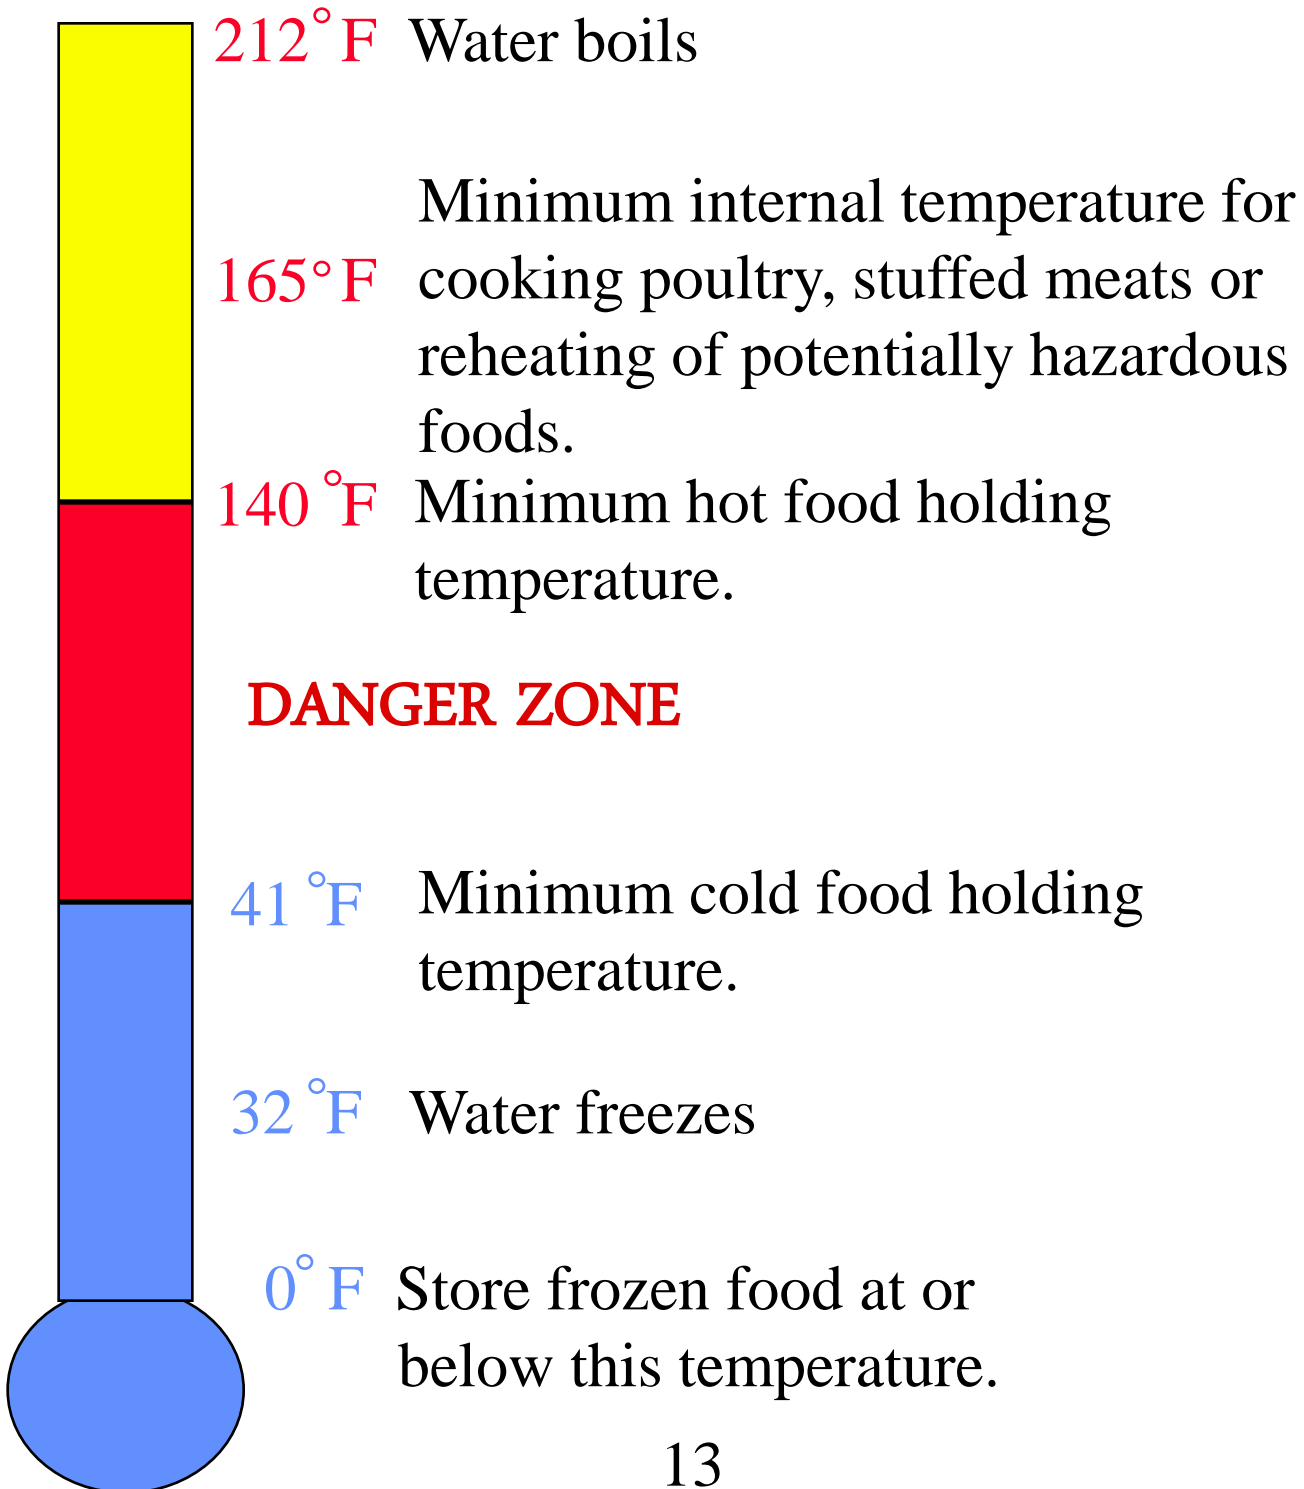 212° F Water boils
Minimum internal temperature for
165° F cooking poultry, stuffed meats or
reheating of potentially hazardous
foods.
140 °F Minimum hot food holding
temperature.
DANGER ZONE
41 °F Minimum cold food holding
temperature.
32 °F Water freezes
0° F Store frozen food at or
below this temperature.
13